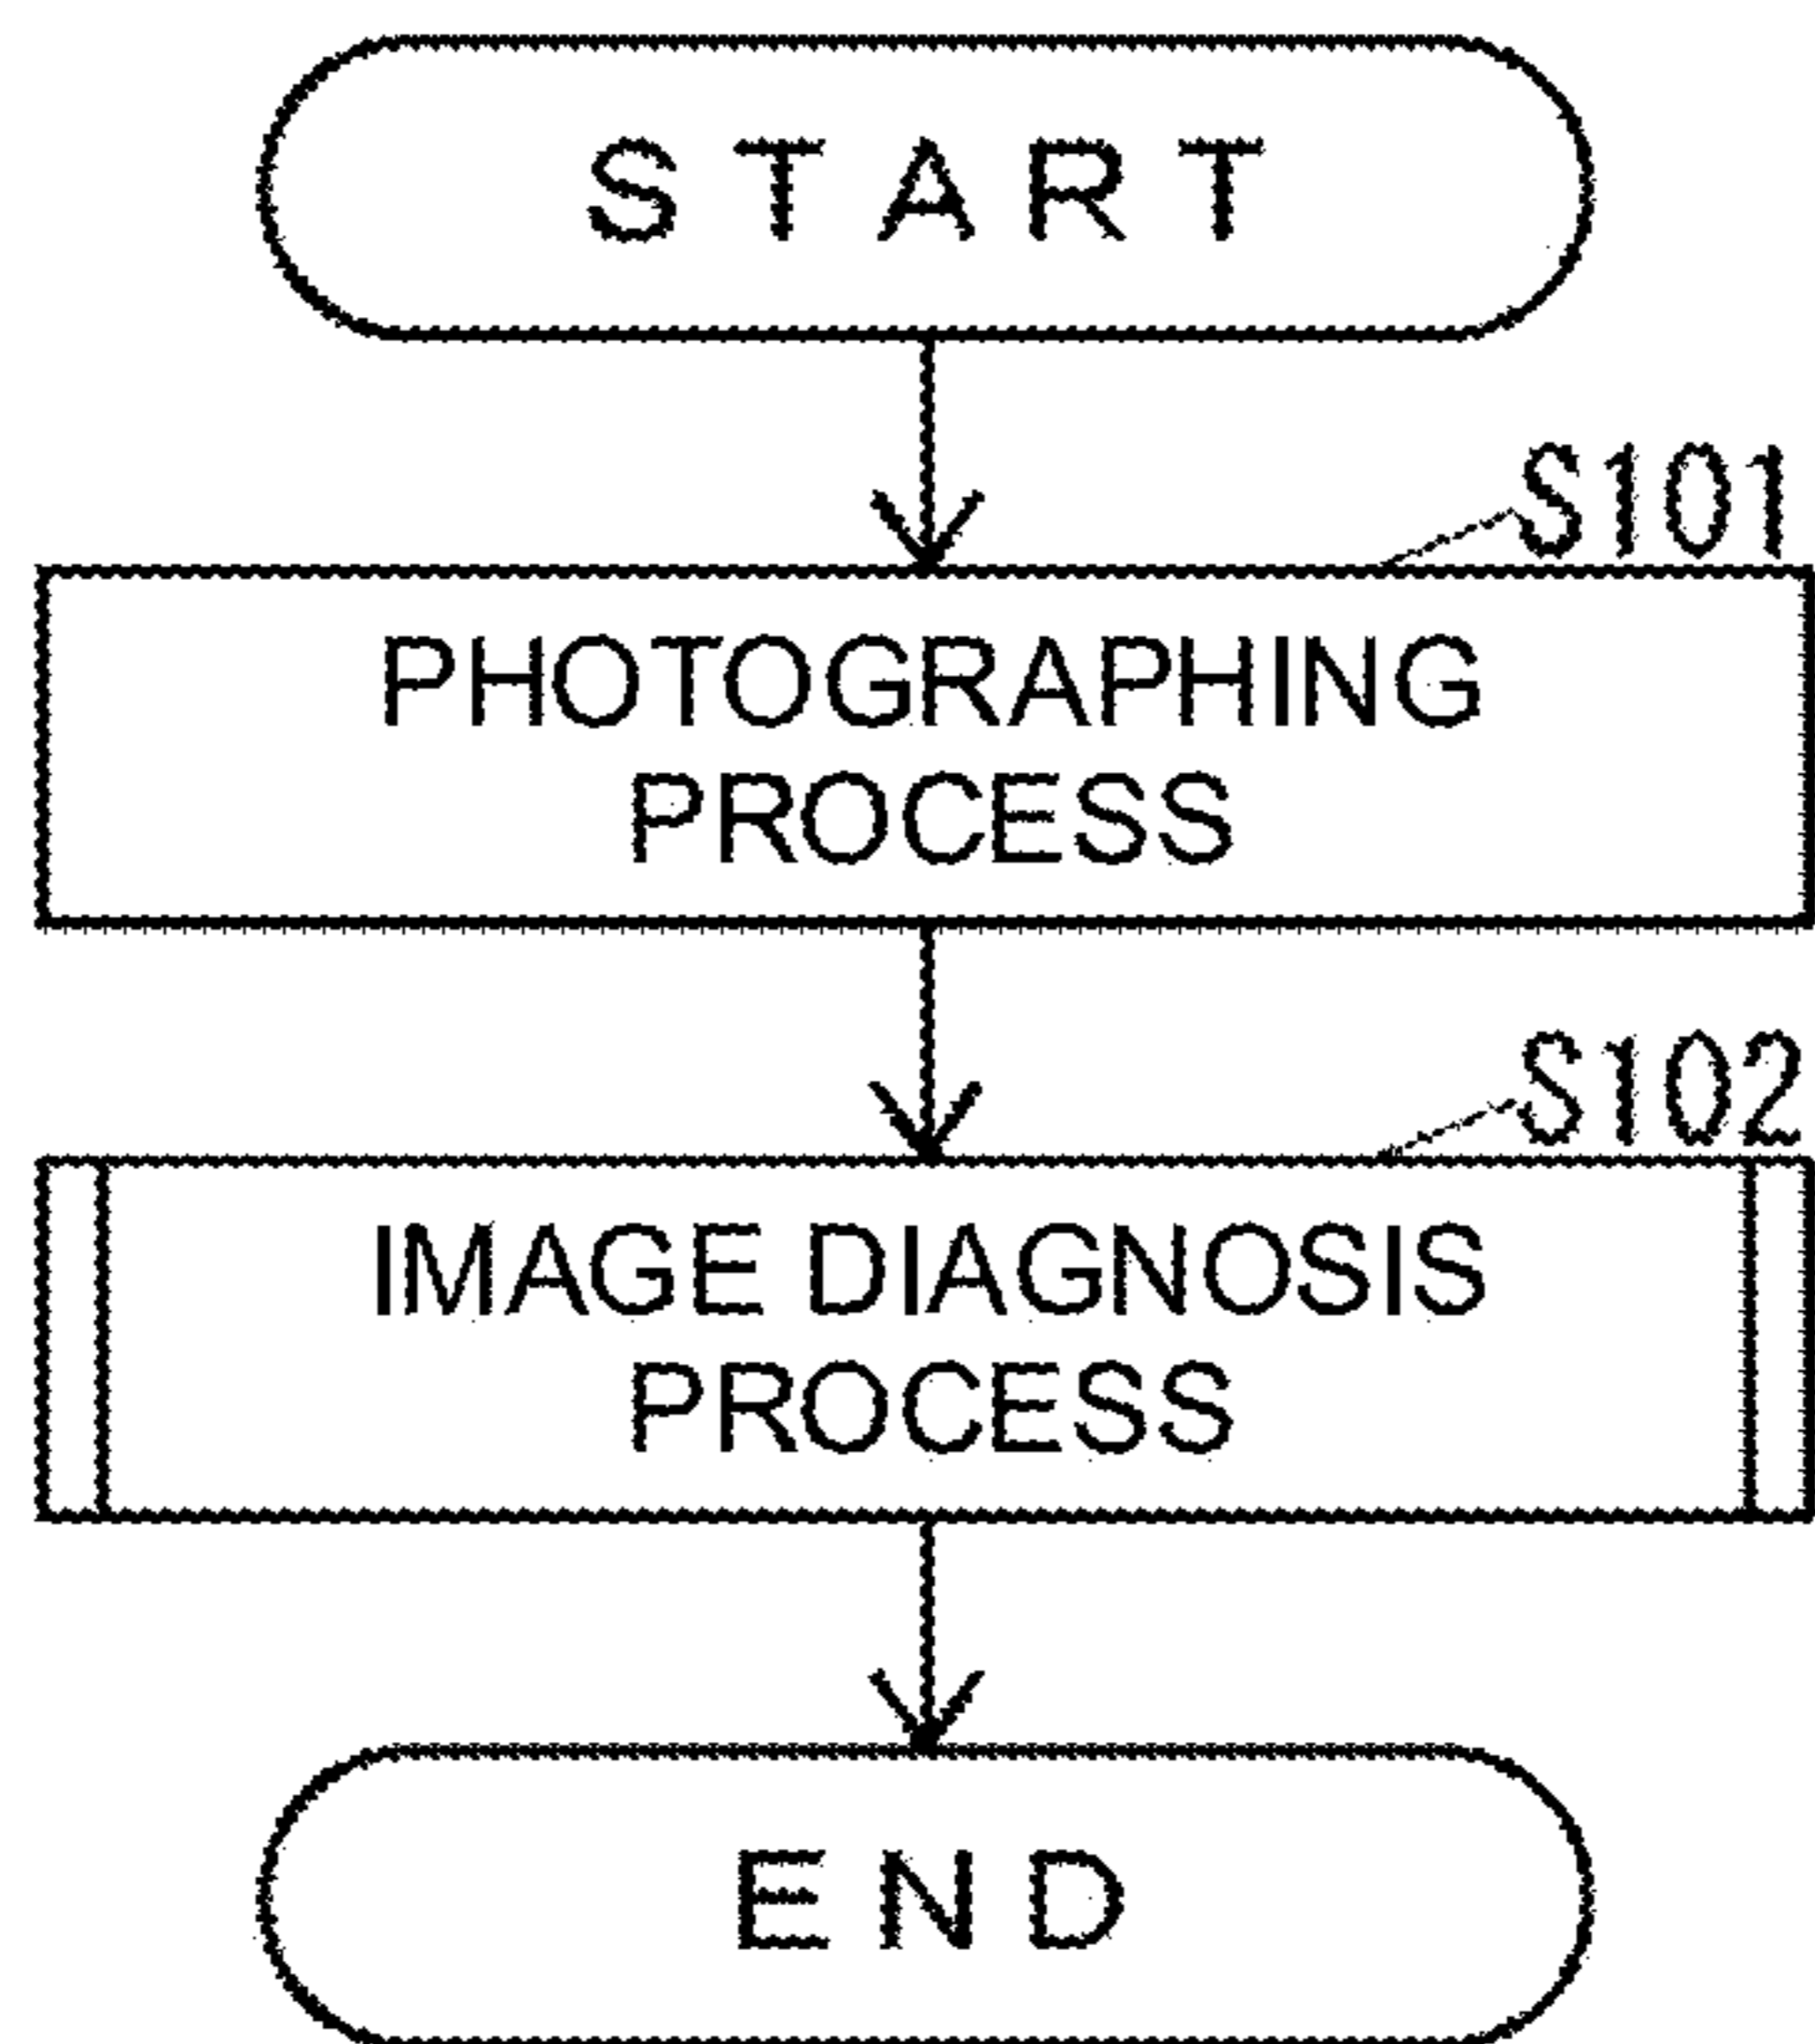 START
S101
PHOTOGRAPHING
PROCESS
S102
IMAGE DIAGNOSIS
PROCESS
END